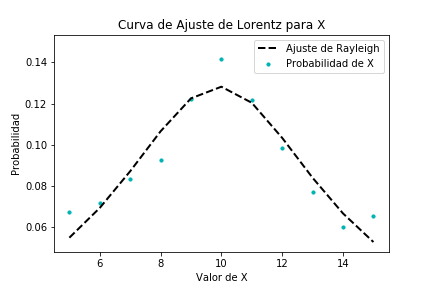 Curva de Ajuste de Lorentz para X
Ajuste de Rayleigh
Probabilidad de X
0.14
0.12
0.10
0.08
0.06
Probabilidad
6 8 10 12 14
Valor de X